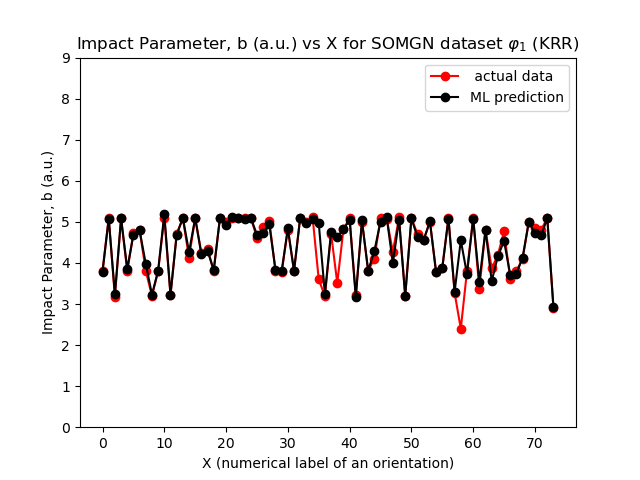 Impact Parameter, b (a.u.) vs X for SOMGN dataset φ₁ (KRR)
actual data
ML prediction
Impact Parameter, b (a.u.)
9
8
7
6
5
4
3
2
1
0
0 10 20 30 40 50 60 70
X (numerical label of an orientation)